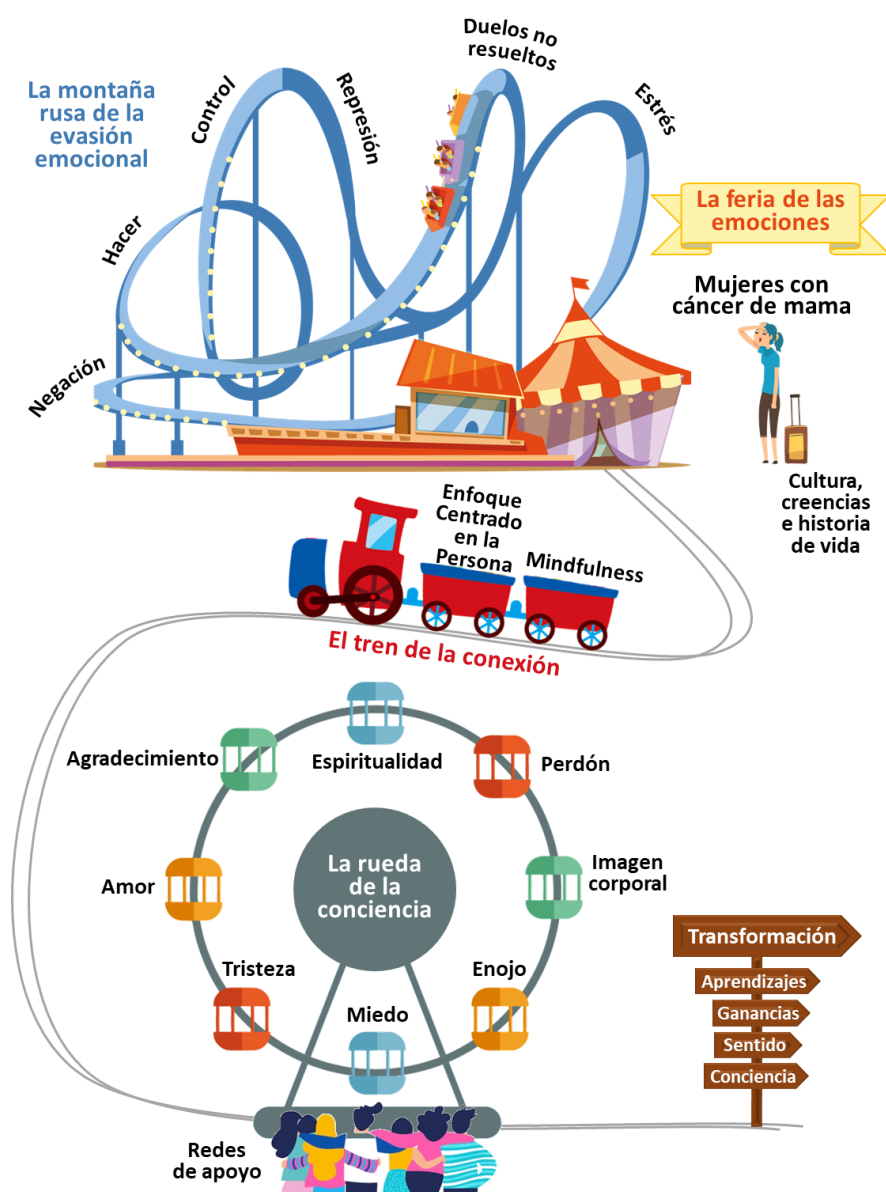 La montaña
rusa de la
evasión
emocional
Control
Represión
Duelos no
resueltos
Estrés
Hacer
Negación
La feria de las
emociones
Mujeres con
cáncer de mama
Cultura,
creencias
e historia
de vida
Enfoque
Centrado
en la
Persona
Mindfulness
El tren de la conexión
Agradecimiento
Espiritualidad
Perdón
Amor
La rueda
de la
conciencia
Imagen
corporal
Tristeza
Enojo
Miedo
Redes
de apoyo
Transformación
Aprendizajes
Ganancias
Sentido
Conciencia